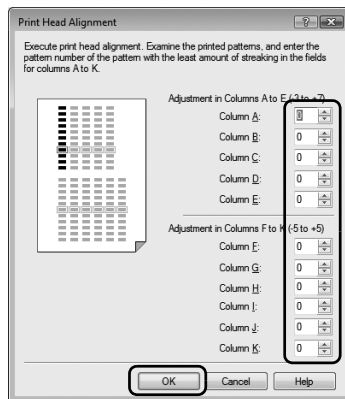 Print Head Alignment
Execute print head alignment. Examine the printed patterns, and enter the
pattern number of the pattern with the least amount of streaking in the fields
for columns A to K.
Adjustment in Columns A to E (-3 to +7)
Column A: 0
Column B: 0
Column C: 0
Column D: 0
Column E: 0
Adjustment in Columns F to K (-5 to +5)
Column F: 0
Column G: 0
Column H: 0
Column I: 0
Column J: 0
Column K: 0
OK Cancel Help